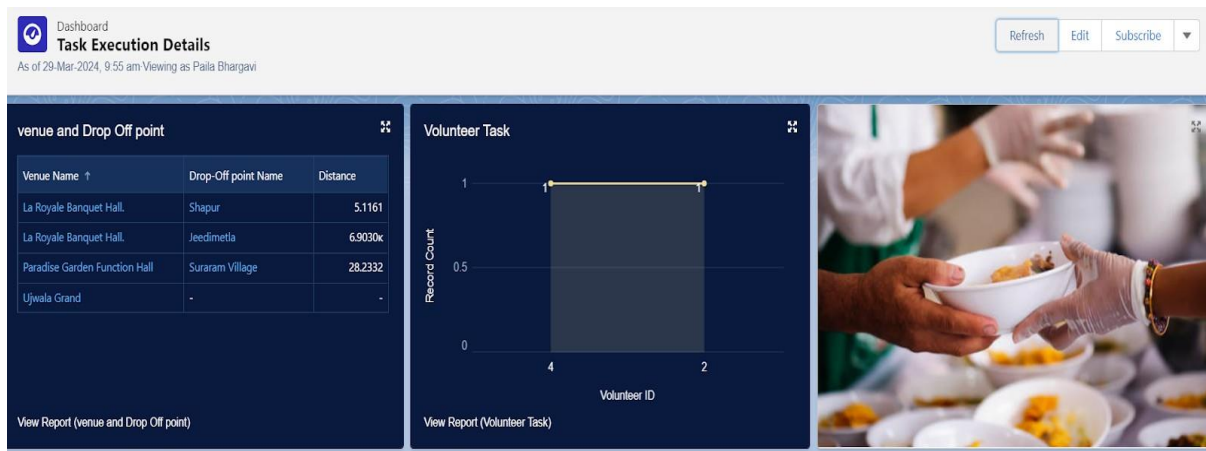 Dashboard
Task Execution Details
As of 29-Mar-2024, 9.55 am·Viewing as Paila Bhargavi
Refresh Edit Subscribe
venue and Drop Off point
Venue Name ↑ Drop-Off point Name Distance
La Royale Banquet Hall. Shapur 5.1161
La Royale Banquet Hall. Jeedimetla 6.9030K
Paradise Garden Function Hall Suraram Village 28.2332
Ujwala Grand - -
View Report (venue and Drop Off point)
Volunteer Task
Record Count
1
0.5
0
1 1
4 2
Volunteer ID
View Report (Volunteer Task)